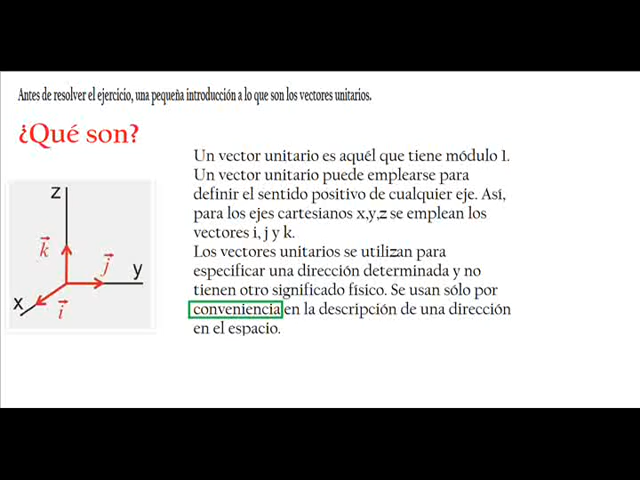 Antes de resolver el ejercicio, una pequeña introducción a lo que son los vectores unitarios.
¿Qué son?
Un vector unitario es aquél que tiene módulo 1.
Un vector unitario puede emplearse para
definir el sentido positivo de cualquier eje. Así,
para los ejes cartesianos x,y,z se emplean los
vectores i, j y k.
Los vectores unitarios se utilizan para
especificar una dirección determinada y no
tienen otro significado físico. Se usan sólo por
conveniencia en la descripción de una dirección
en el espacio.
z
k
j
y
x
i